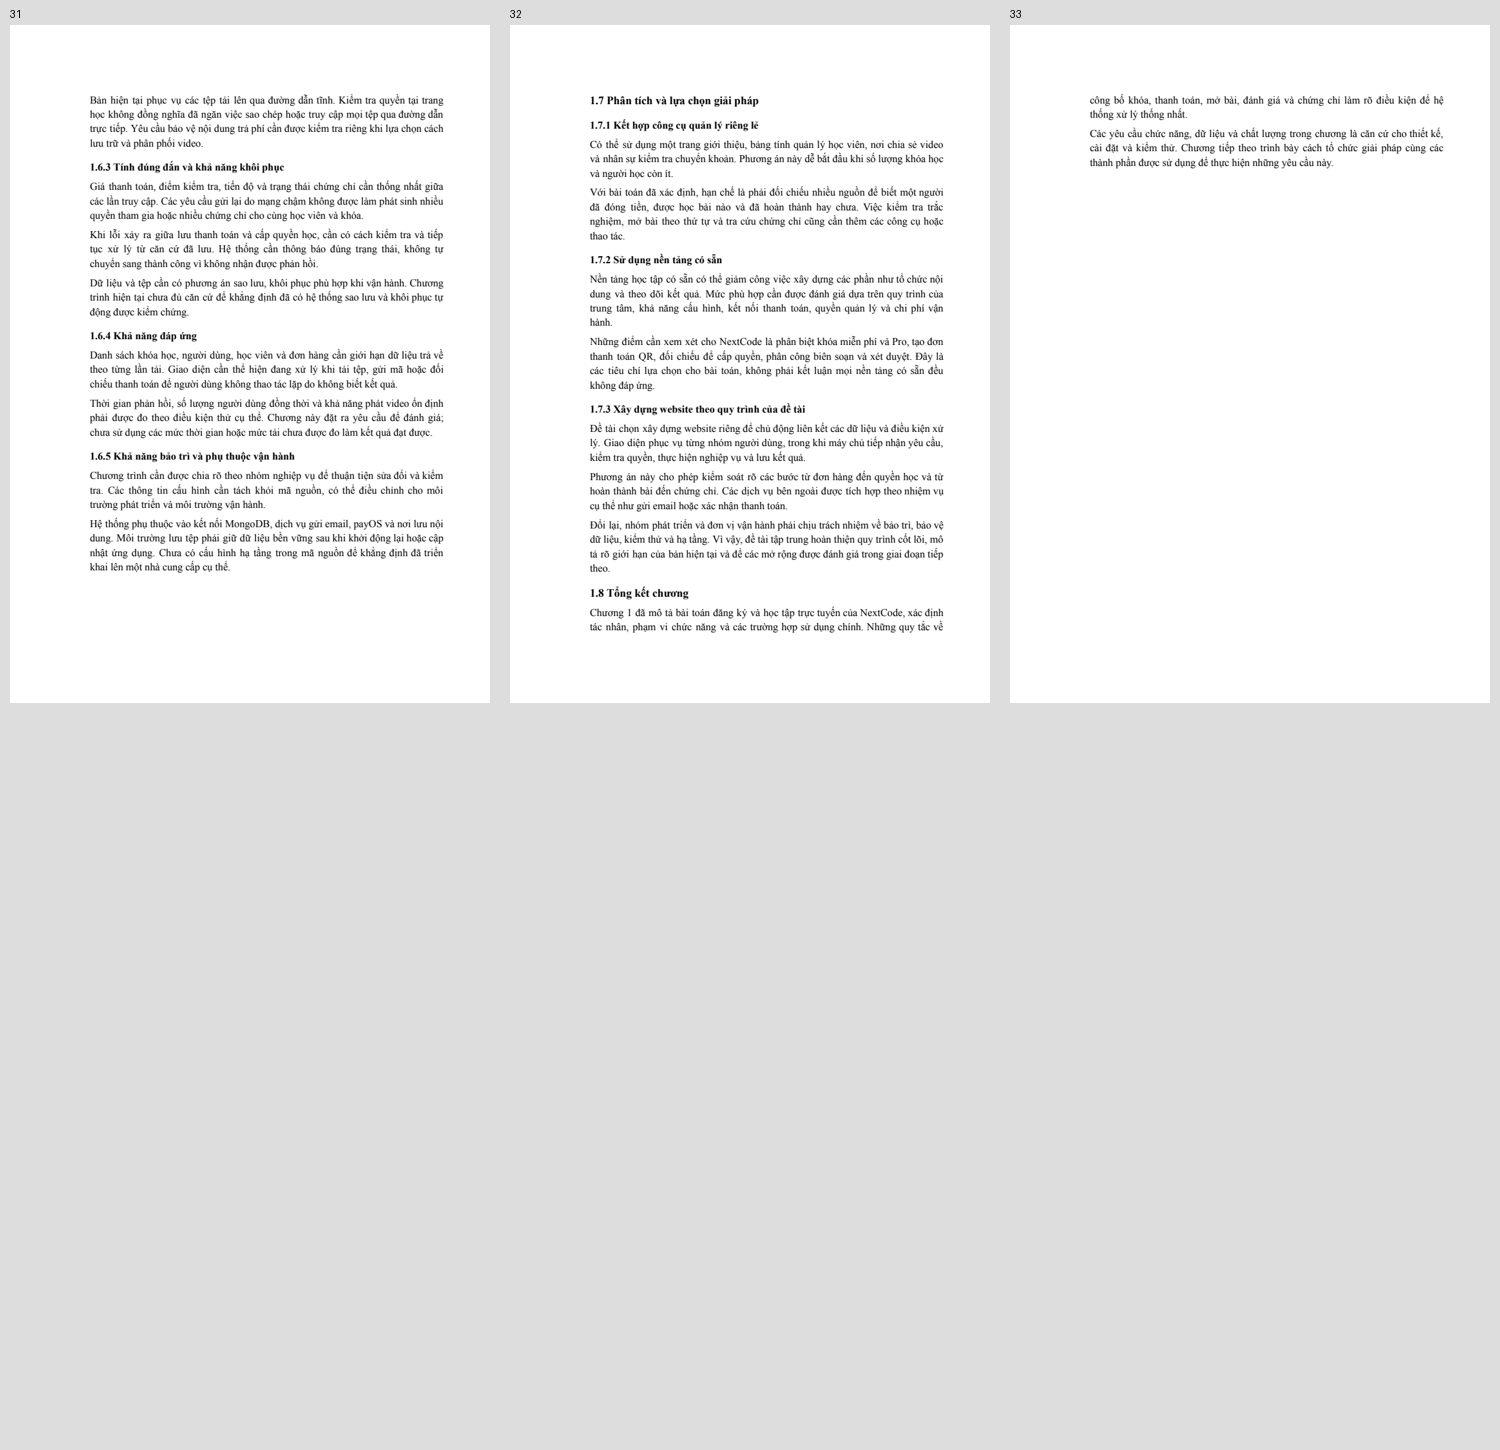 31
Bản hiện tại phục vụ các tệp tải lên qua đường dẫn tĩnh. Kiểm tra quyền tại trang
học không đồng nghĩa đã ngăn việc sao chép hoặc truy cập mọi tệp qua đường dẫn
trực tiếp. Yêu cầu bảo vệ nội dung trả phí cần được kiểm tra riêng khi lựa chọn cách
lưu trữ và phân phối video.
1.6.3 Tính đúng đắn và khả năng khôi phục
Giá thanh toán, điểm kiểm tra, tiến độ và trạng thái chứng chỉ cần thống nhất giữa
các lần truy cập. Các yêu cầu gửi lại do mạng chậm không được làm phát sinh nhiều
quyền tham gia hoặc nhiều chứng chỉ cho cùng học viên và khóa.
Khi lỗi xảy ra giữa lưu thanh toán và cấp quyền học, cần có cách kiểm tra và tiếp
tục xử lý từ căn cứ đã lưu. Hệ thống cần thông báo đúng trạng thái, không tự
chuyển sang thành công vì không nhận được phản hồi.
Dữ liệu và tệp cần có phương án sao lưu, khôi phục phù hợp khi vận hành. Chương
trình hiện tại chưa đủ căn cứ để khẳng định đã có hệ thống sao lưu và khôi phục tự
động được kiểm chứng.
1.6.4 Khả năng đáp ứng
Danh sách khóa học, người dùng, học viên và đơn hàng cần giới hạn dữ liệu trả về
theo từng lần tải. Giao diện cần thể hiện đang xử lý khi tải tệp, gửi mã hoặc đối
chiếu thanh toán để người dùng không thao tác lặp do không biết kết quả.
Thời gian phản hồi, số lượng người dùng đồng thời và khả năng phát video ổn định
phải được đo theo điều kiện thử cụ thể. Chương này đặt ra yêu cầu để đánh giá;
chưa sử dụng các mức thời gian hoặc mức tải chưa được đo làm kết quả đạt được.
1.6.5 Khả năng bảo trì và phụ thuộc vận hành
Chương trình cần được chia rõ theo nhóm nghiệp vụ để thuận tiện sửa đổi và kiểm
tra. Các thông tin cấu hình cần tách khỏi mã nguồn, có thể điều chỉnh cho môi
trường phát triển và môi trường vận hành.
Hệ thống phụ thuộc vào kết nối MongoDB, dịch vụ gửi email, payOS và nơi lưu nội
dung. Môi trường lưu tệp phải giữ dữ liệu bền vững sau khi khởi động lại hoặc cập
nhật ứng dụng. Chưa có cấu hình hạ tầng trong mã nguồn để khẳng định đã triển
khai lên một nhà cung cấp cụ thể.
32
1.7 Phân tích và lựa chọn giải pháp
1.7.1 Kết hợp công cụ quản lý riêng lẻ
Có thể sử dụng một trang giới thiệu, bảng tính quản lý học viên, nơi chia sẻ video
và nhân sự kiểm tra chuyển khoản. Phương án này dễ bắt đầu khi số lượng khóa học
và người học còn ít.
Với bài toán đã xác định, hạn chế là phải đối chiếu nhiều nguồn để biết một người
đã đóng tiền, được học bài nào và đã hoàn thành hay chưa. Việc kiểm tra trắc
nghiệm, mở bài theo thứ tự và tra cứu chứng chỉ cũng cần thêm các công cụ hoặc
thao tác.
1.7.2 Sử dụng nền tảng có sẵn
Nền tảng học tập có sẵn có thể giảm công việc xây dựng các phần như tổ chức nội
dung và theo dõi kết quả. Mức phù hợp cần được đánh giá dựa trên quy trình của
trung tâm, khả năng cấu hình, kết nối thanh toán, quyền quản lý và chi phí vận
hành.
Những điểm cần xem xét cho NextCode là phân biệt khóa miễn phí và Pro, tạo đơn
thanh toán QR, đối chiếu để cấp quyền, phân công biên soạn và xét duyệt. Đây là
các tiêu chí lựa chọn cho bài toán, không phải kết luận mọi nền tảng có sẵn đều
không đáp ứng.
1.7.3 Xây dựng website theo quy trình của đề tài
Đề tài chọn xây dựng website riêng để chủ động liên kết các dữ liệu và điều kiện xử
lý. Giao diện phục vụ từng nhóm người dùng, trong khi máy chủ tiếp nhận yêu cầu,
kiểm tra quyền, thực hiện nghiệp vụ và lưu kết quả.
Phương án này cho phép kiểm soát rõ các bước từ đơn hàng đến quyền học và từ
hoàn thành bài đến chứng chỉ. Các dịch vụ bên ngoài được tích hợp theo nhiệm vụ
cụ thể như gửi email hoặc xác nhận thanh toán.
Đổi lại, nhóm phát triển và đơn vị vận hành phải chịu trách nhiệm về bảo trì, bảo vệ
dữ liệu, kiểm thử và hạ tầng. Vì vậy, đề tài tập trung hoàn thiện quy trình cốt lõi, mô
tả rõ giới hạn của bản hiện tại và để các mở rộng được đánh giá trong giai đoạn tiếp
theo.
1.8 Tổng kết chương
Chương 1 đã mô tả bài toán đăng ký và học tập trực tuyến của NextCode, xác định
tác nhân, phạm vi chức năng và các trường hợp sử dụng chính. Những quy tắc về
33
công bố khóa, thanh toán, mở bài, đánh giá và chứng chỉ làm rõ điều kiện để hệ
thống xử lý thống nhất.
Các yêu cầu chức năng, dữ liệu và chất lượng trong chương là căn cứ cho thiết kế,
cài đặt và kiểm thử. Chương tiếp theo trình bày cách tổ chức giải pháp cùng các
thành phần được sử dụng để thực hiện những yêu cầu này.